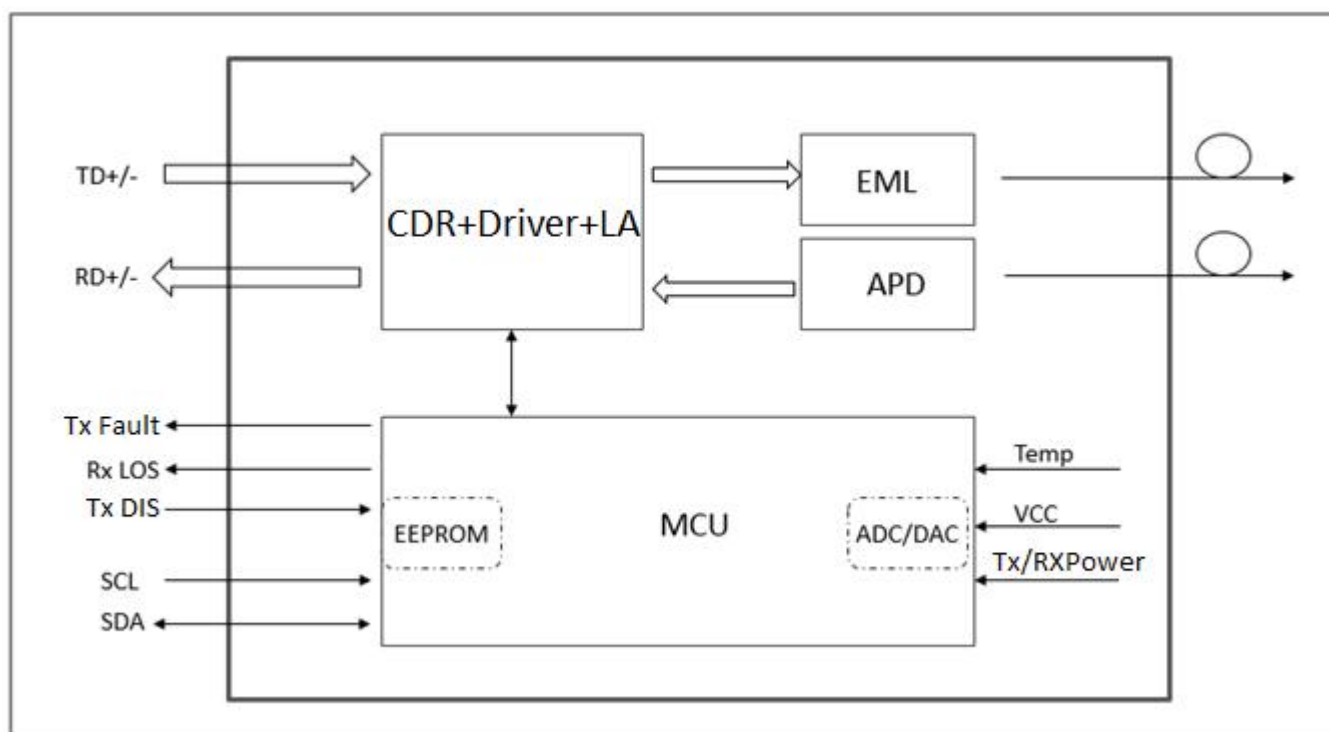 TD+/-
EML
CDR+Driver+LA
RD+/-
APD
Tx Fault
Rx LOS
Temp
Tx DIS
VCC
EEPROM
MCU
ADC/DAC
Tx/RXPower
SCL
SDA